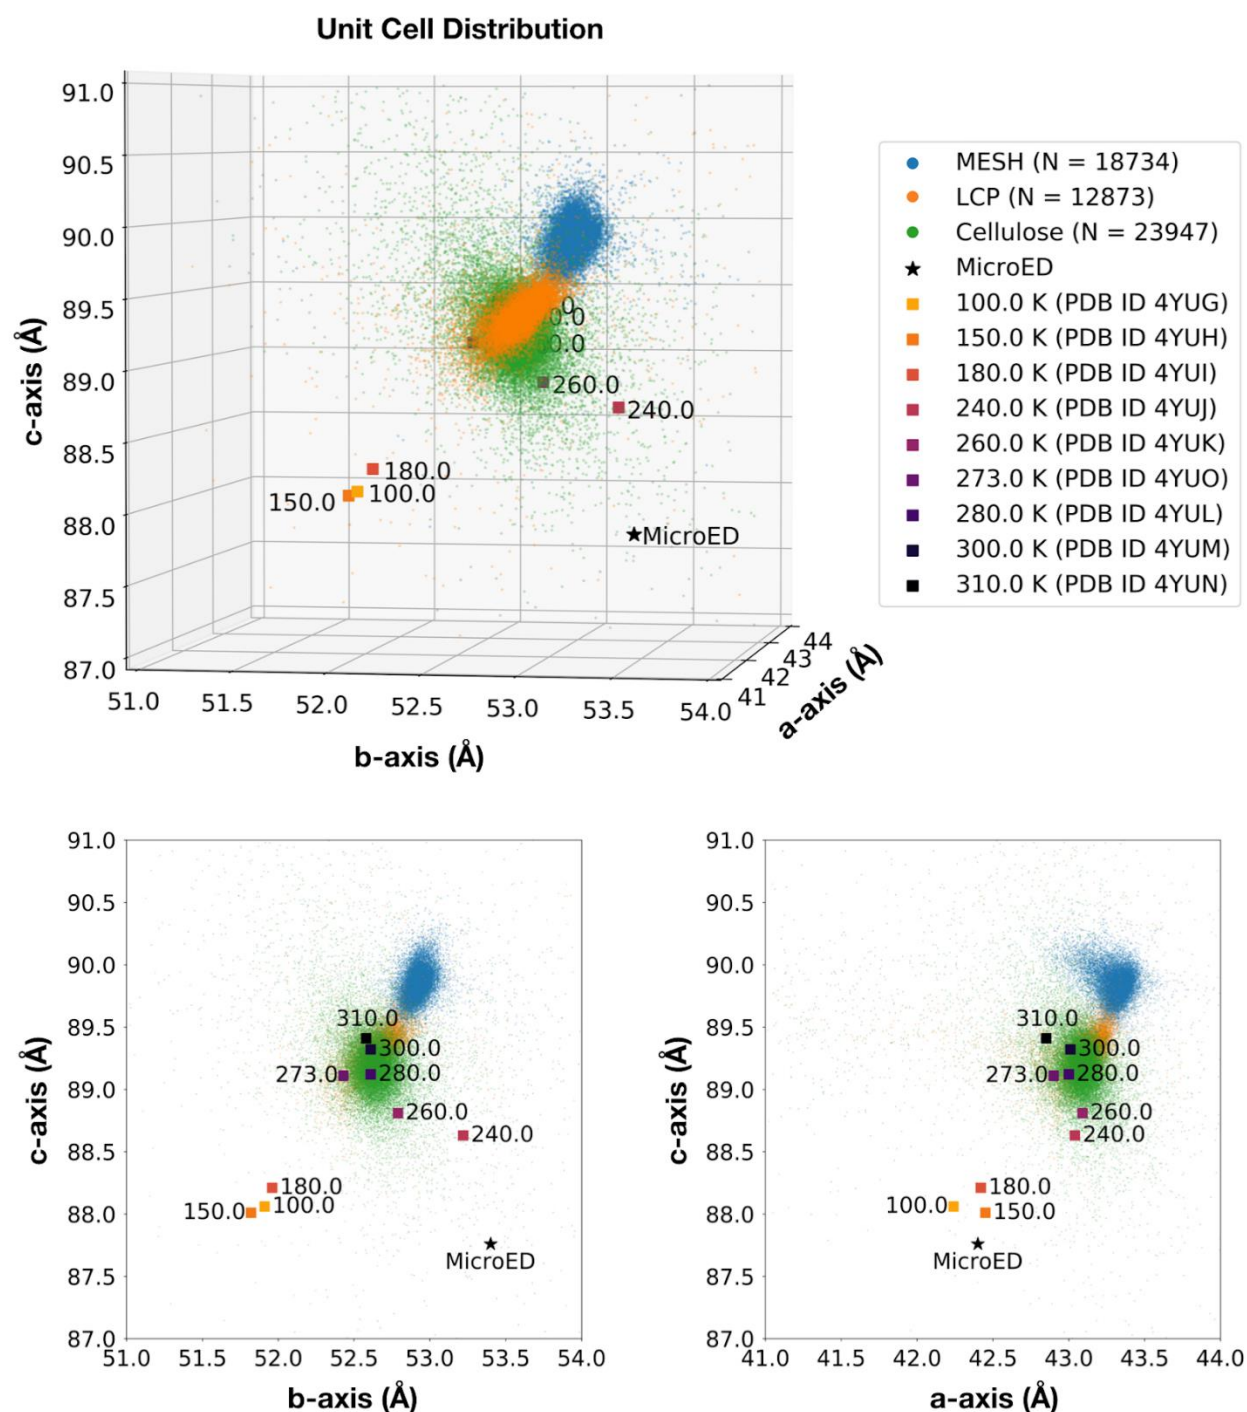 Unit Cell Distribution
91.0
90.5
90.0
89.5
89.0
88.5
88.0
87.5
87.0
c-axis (Å)
51.0 51.5 52.0 52.5 53.0 53.5 54.0
b-axis (Å)
41 42 43 44
a-axis (Å)
260.0
240.0
180.0
150.0 100.0
MicroED
MESH (N = 18734)
LCP (N = 12873)
Cellulose (N = 23947)
MicroED
100.0 K (PDB ID 4YUG)
150.0 K (PDB ID 4YUH)
180.0 K (PDB ID 4YUI)
240.0 K (PDB ID 4YUJ)
260.0 K (PDB ID 4YUK)
273.0 K (PDB ID 4YUO)
280.0 K (PDB ID 4YUL)
300.0 K (PDB ID 4YUM)
310.0 K (PDB ID 4YUN)
91.0
90.5
90.0
89.5
89.0
88.5
88.0
87.5
87.0
c-axis (Å)
310.0
300.0
273.0 280.0
260.0
240.0
180.0
150.0 100.0
MicroED
51.0 51.5 52.0 52.5 53.0 53.5 54.0
b-axis (Å)
91.0
90.5
90.0
89.5
89.0
88.5
88.0
87.5
87.0
c-axis (Å)
310.0
300.0
273.0 280.0
260.0
240.0
180.0
100.0 150.0
MicroED
41.0 41.5 42.0 42.5 43.0 43.5 44.0
a-axis (Å)